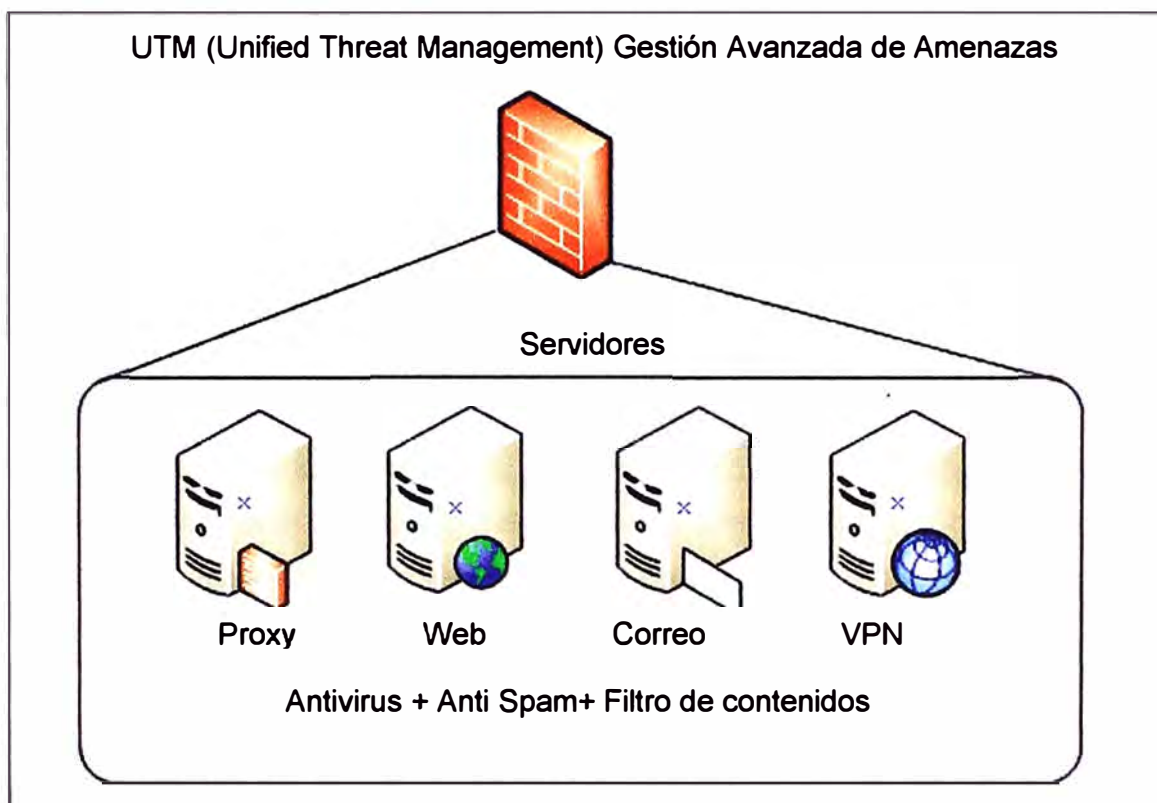 UTM (Unified Threat Management) Gestión Avanzada de Amenazas
Servidores
Proxy Web Correo VPN
Antivirus + Anti Spam+ Filtro de contenidos